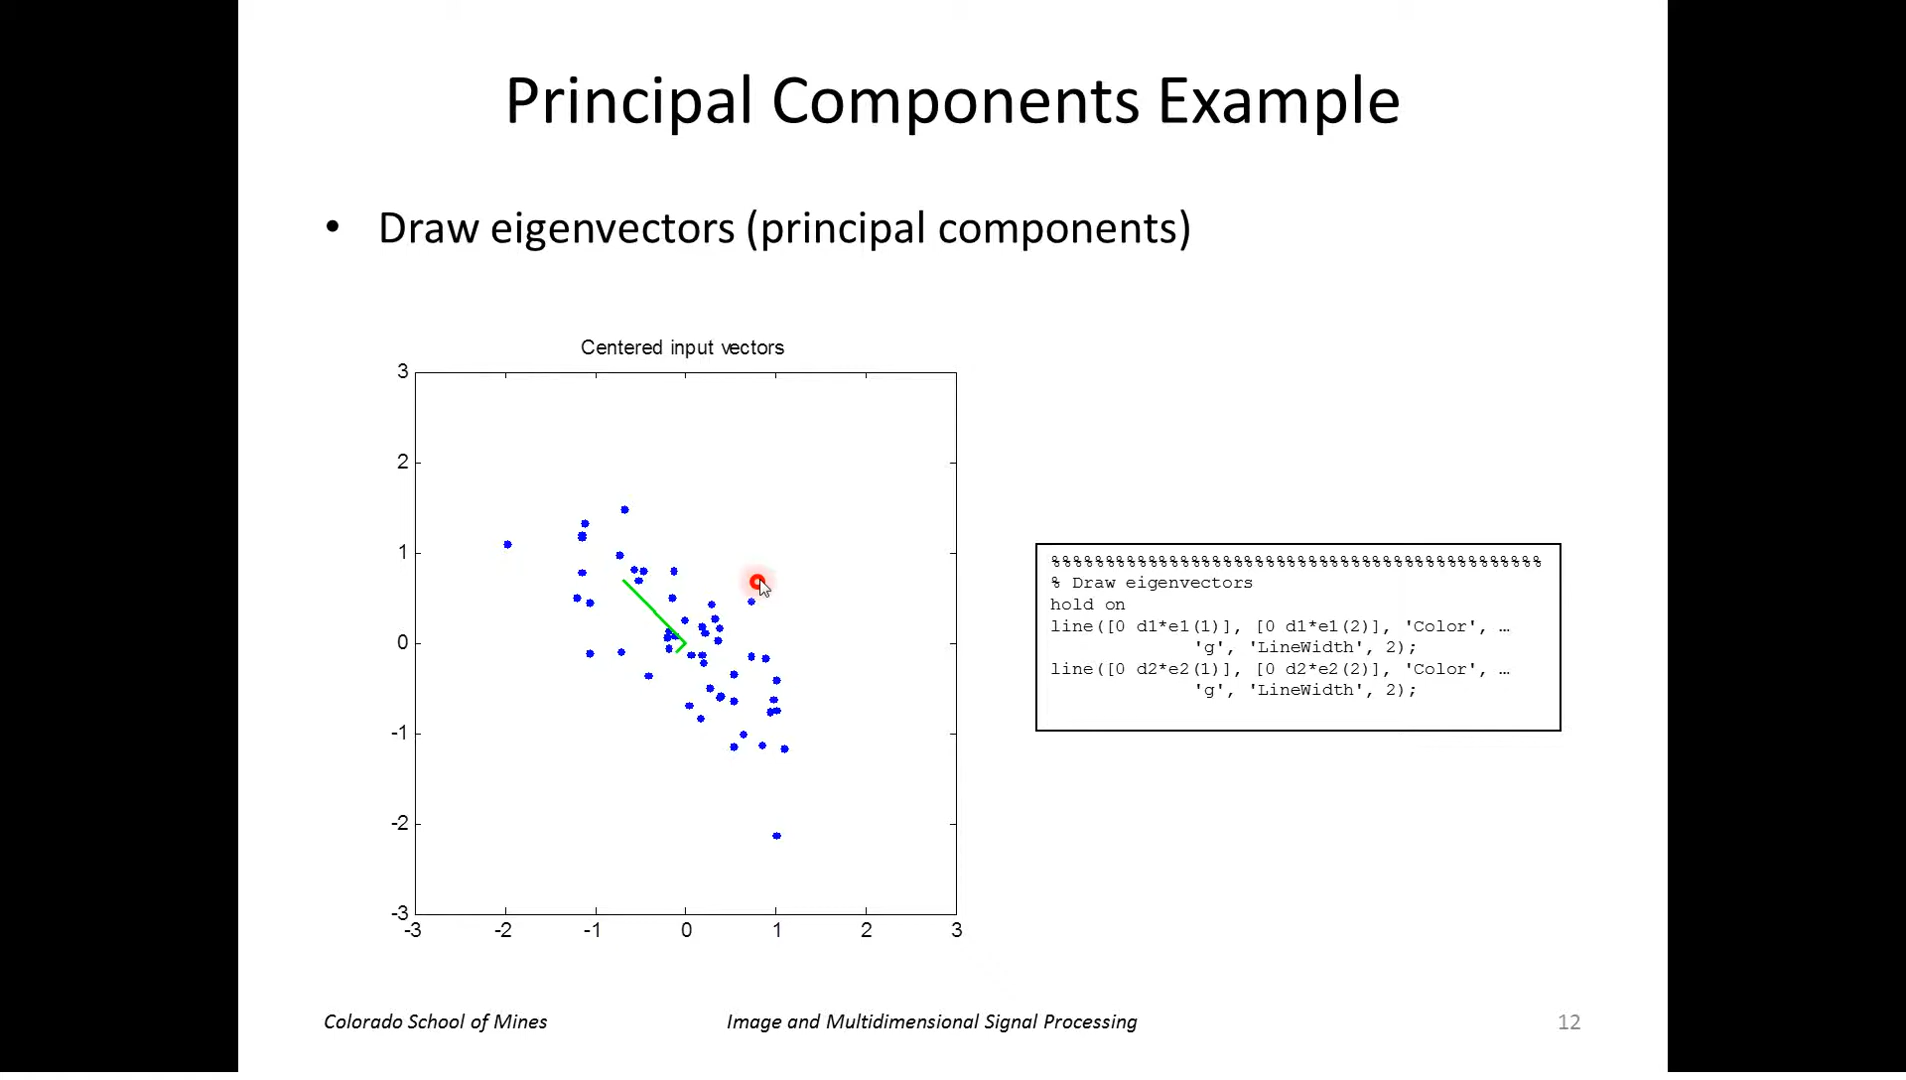 Principal Components Example
• Draw eigenvectors (principal components)
Centered input vectors
3
2
1
0
-1
-2
-3
-3 -2 -1 0 1 2 3
%%%%%%%%%%%%%%%%%%%%%%%%%%%%%%%%%%%%%%%%%%%%%%
% Draw eigenvectors
hold on
line([0 d1*e1(1)], [0 d1*e1(2)], 'Color', …
'g', 'LineWidth', 2);
line([0 d2*e2(1)], [0 d2*e2(2)], 'Color', …
'g', 'LineWidth', 2);
Colorado School of Mines
Image and Multidimensional Signal Processing
12